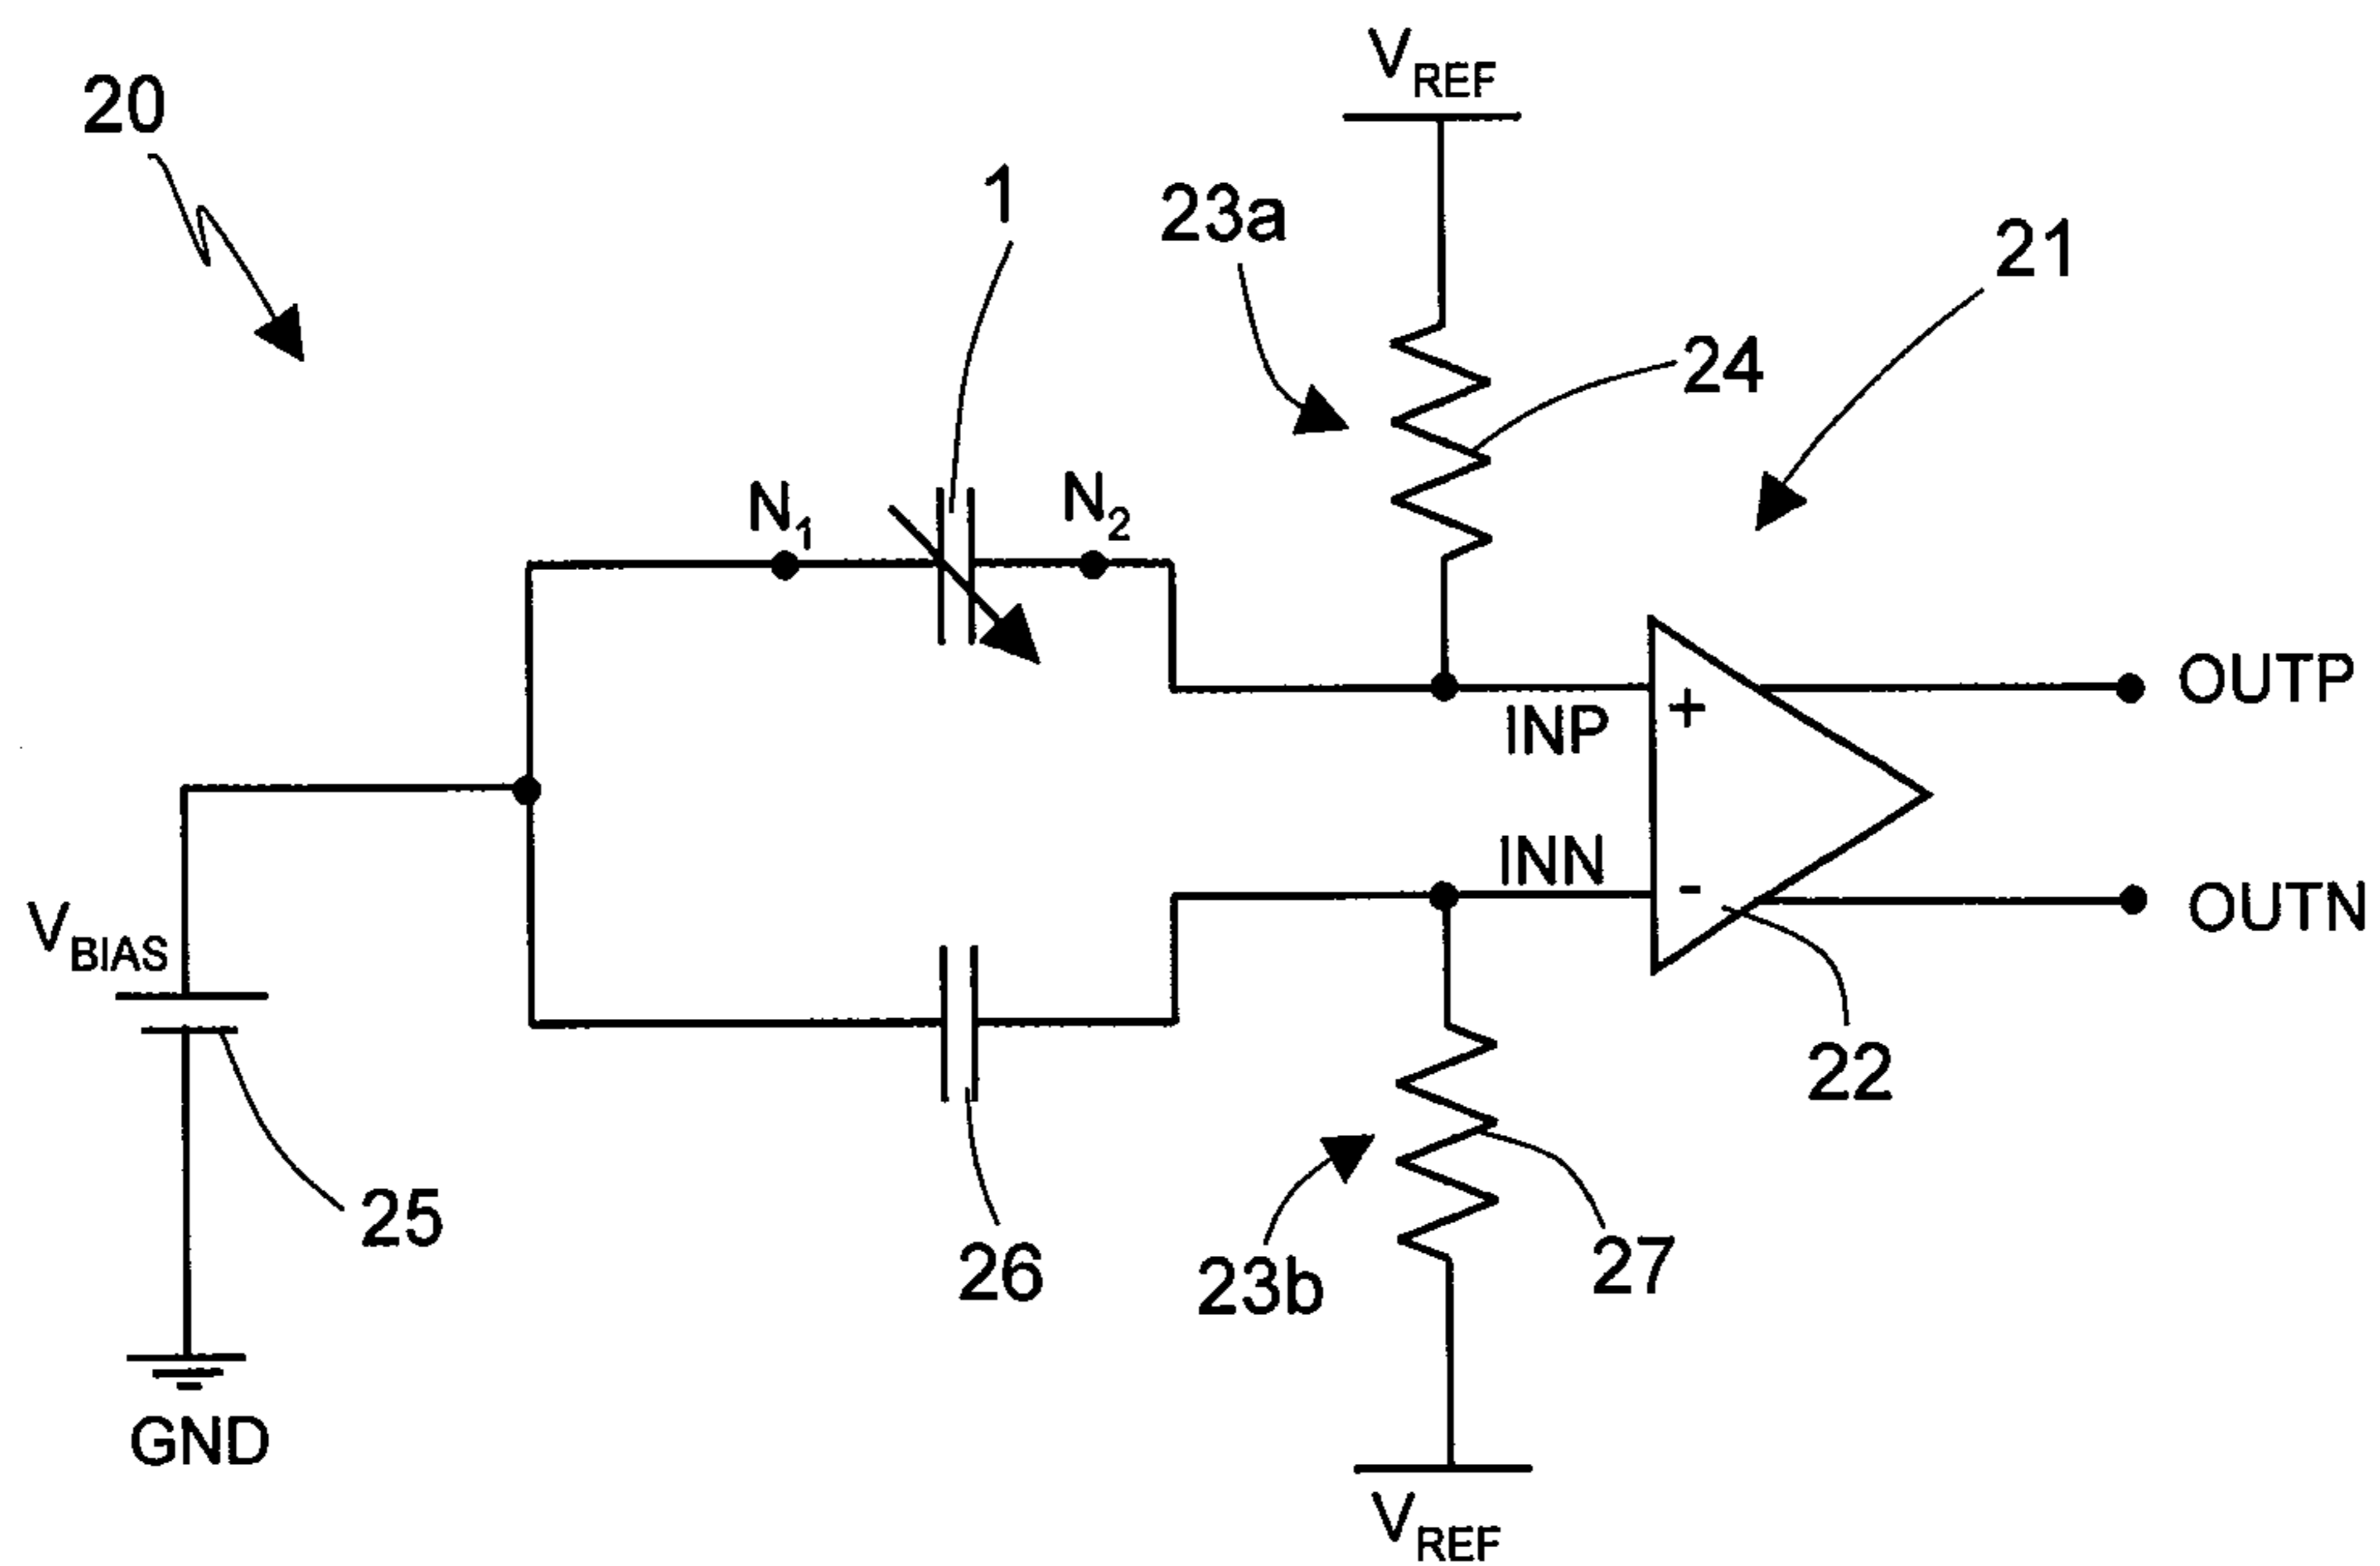 V_REF
20
1
23a
21
24
N_1
N_2
OUTP
+
INP
INN
-
OUTN
V_BIAS
22
25
26
23b
27
GND
V_REF